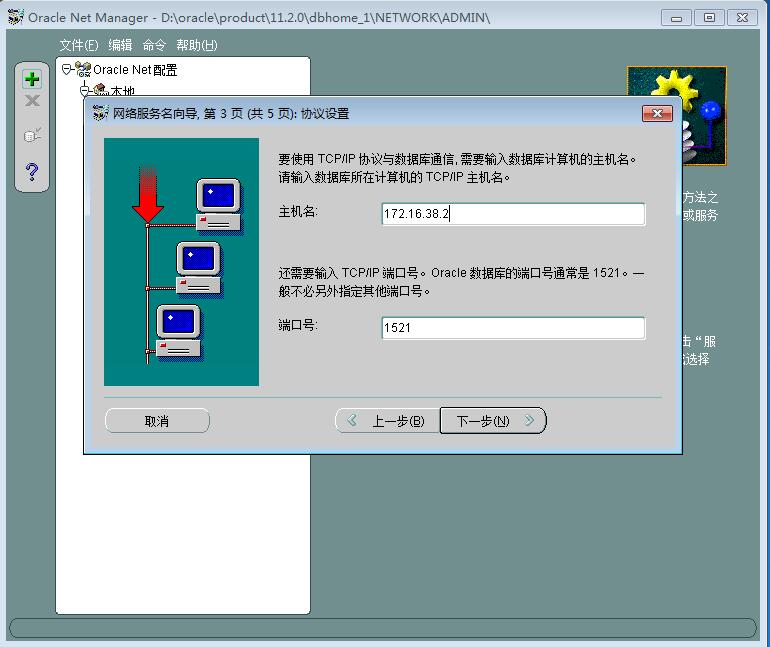 Oracle Net Manager - D:\oracle\product\11.2.0\dbhome_1\NETWORK\ADMIN\
文件(F) 编辑 命令 帮助(H)
Oracle Net 配置
本地
网络服务名向导, 第 3 页 (共 5 页): 协议设置
要使用 TCP/IP 协议与数据库通信, 需要输入数据库计算机的主机名。
请输入数据库所在计算机的 TCP/IP 主机名。
主机名:
172.16.38.2
还需要输入 TCP/IP 端口号。Oracle 数据库的端口号通常是 1521。一
般不必另外指定其他端口号。
端口号:
1521
取消
上一步(B)
下一步(N)
方法之
或服务
击“服
选择